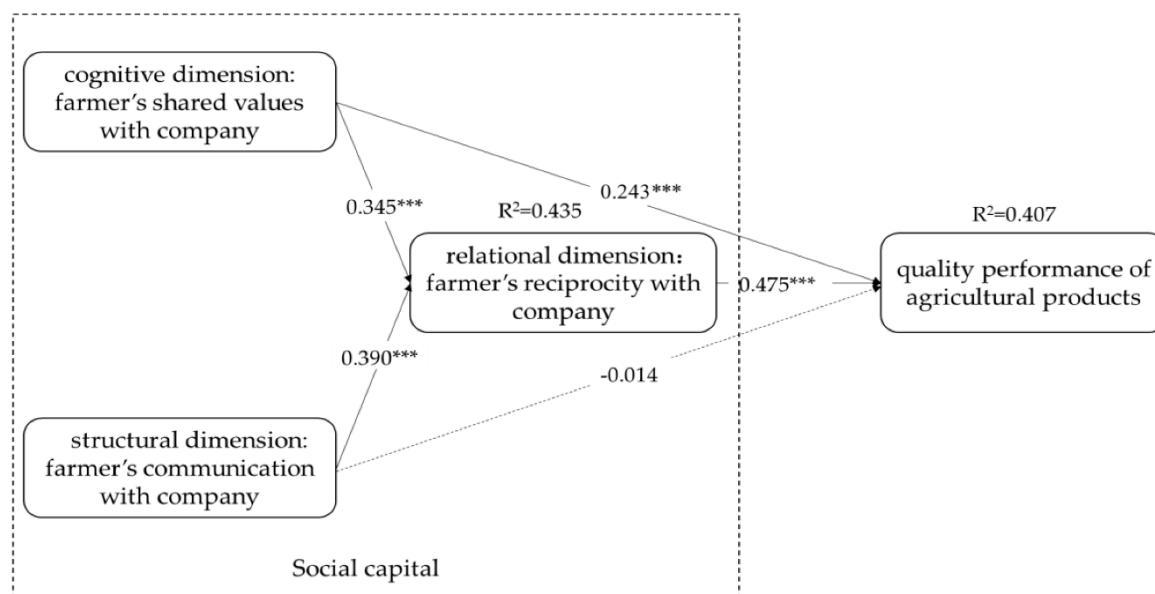 cognitive dimension:
farmer’s shared values
with company
0.243***
0.345***
R²=0.435
R²=0.407
relational dimension:
farmer’s reciprocity with
company
0.475***
quality performance of
agricultural products
0.390***
-0.014
structural dimension:
farmer’s communication
with company
Social capital